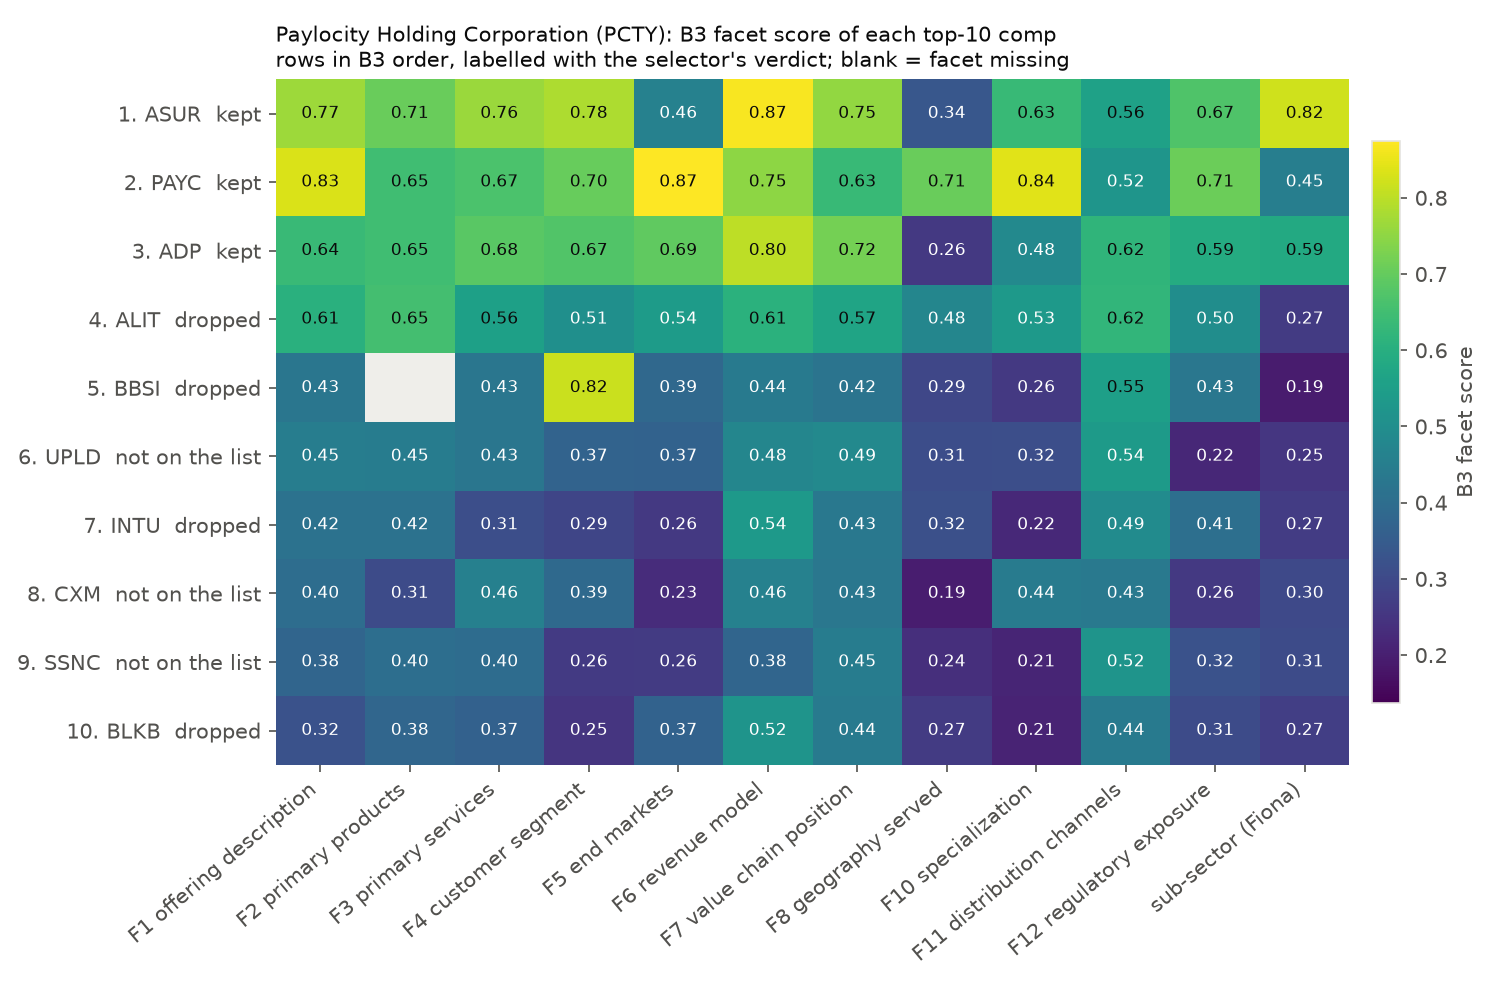 Paylocity Holding Corporation (PCTY): B3 facet score of each top-10 comp
rows in B3 order, labelled with the selector's verdict; blank = facet missing
1. ASUR  kept 0.77 0.71 0.76 0.78 0.46 0.87 0.75 0.34 0.63 0.56 0.67 0.82
2. PAYC  kept 0.83 0.65 0.67 0.70 0.87 0.75 0.63 0.71 0.84 0.52 0.71 0.45
3. ADP  kept 0.64 0.65 0.68 0.67 0.69 0.80 0.72 0.26 0.48 0.62 0.59 0.59
4. ALIT  dropped 0.61 0.65 0.56 0.51 0.54 0.61 0.57 0.48 0.53 0.62 0.50 0.27
5. BBSI  dropped 0.43 0.43 0.82 0.39 0.44 0.42 0.29 0.26 0.55 0.43 0.19
6. UPLD  not on the list 0.45 0.45 0.43 0.37 0.37 0.48 0.49 0.31 0.32 0.54 0.22 0.25
7. INTU  dropped 0.42 0.42 0.31 0.29 0.26 0.54 0.43 0.32 0.22 0.49 0.41 0.27
8. CXM  not on the list 0.40 0.31 0.46 0.39 0.23 0.46 0.43 0.19 0.44 0.43 0.26 0.30
9. SSNC  not on the list 0.38 0.40 0.40 0.26 0.26 0.38 0.45 0.24 0.21 0.52 0.32 0.31
10. BLKB  dropped 0.32 0.38 0.37 0.25 0.37 0.52 0.44 0.27 0.21 0.44 0.31 0.27
F1 offering description
F2 primary products
F3 primary services
F4 customer segment
F5 end markets
F6 revenue model
F7 value chain position
F8 geography served
F10 specialization
F11 distribution channels
F12 regulatory exposure
sub-sector (Fiona)
0.8
0.7
0.6
0.5
0.4
0.3
0.2
B3 facet score